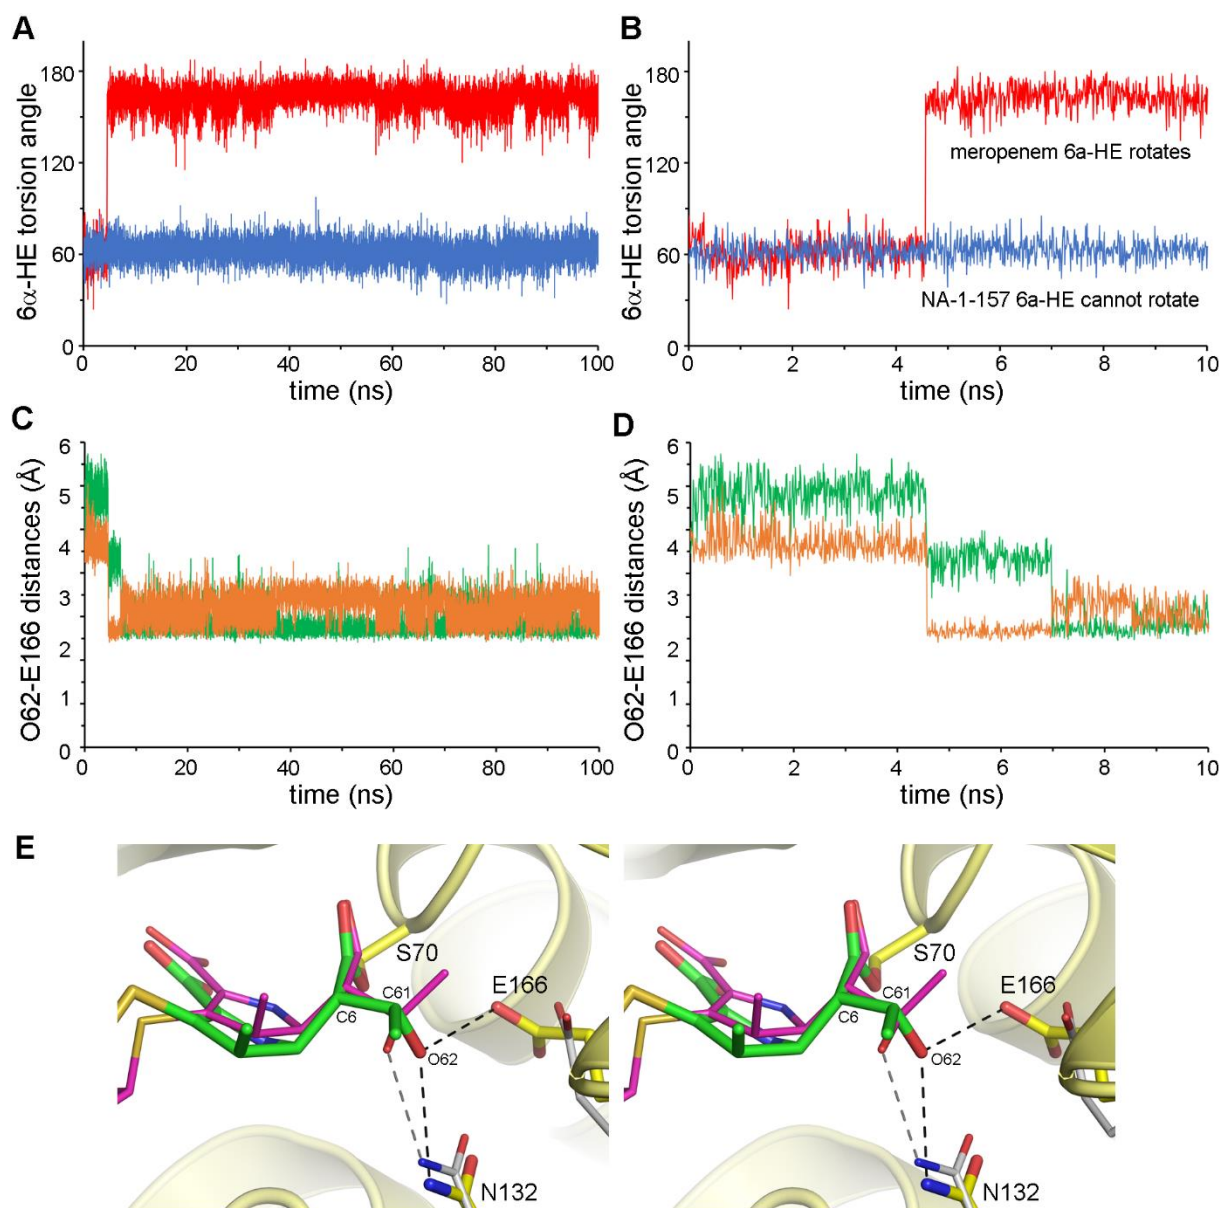 A
6α-HE torsion angle
180
120
60
0
0 20 40 60 80 100
time (ns)
B
6α-HE torsion angle
180
120
60
0
meropenem 6a-HE rotates
NA-1-157 6a-HE cannot rotate
0 2 4 6 8 10
time (ns)
C
O62-E166 distances (Å)
6
5
4
3
2
1
0
0 20 40 60 80 100
time (ns)
D
O62-E166 distances (Å)
6
5
4
3
2
1
0
0 2 4 6 8 10
time (ns)
E
S70
C61
E166
C6
O62
N132
S70
C61
E166
C6
O62
N132